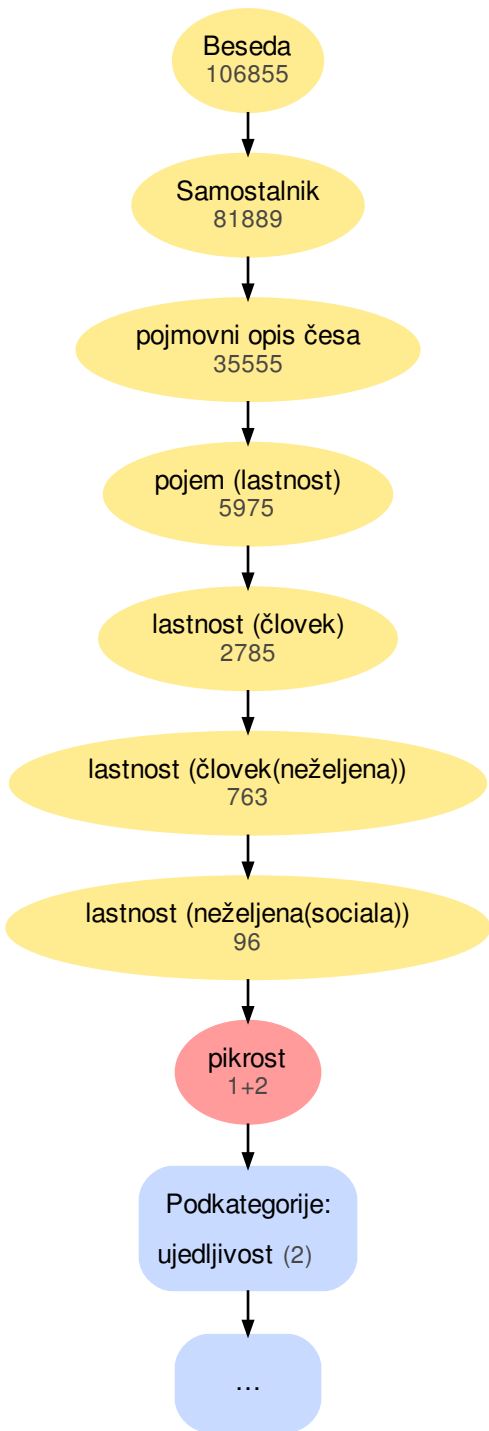 Beseda
106855
Samostalnik
81889
pojmovni opis česa
35555
pojem (lastnost)
5975
lastnost (človek)
2785
lastnost (človek(neželjena))
763
lastnost (neželjena(sociala))
96
pikrost
1+2
Podkategorije:
ujedljivost (2)
...